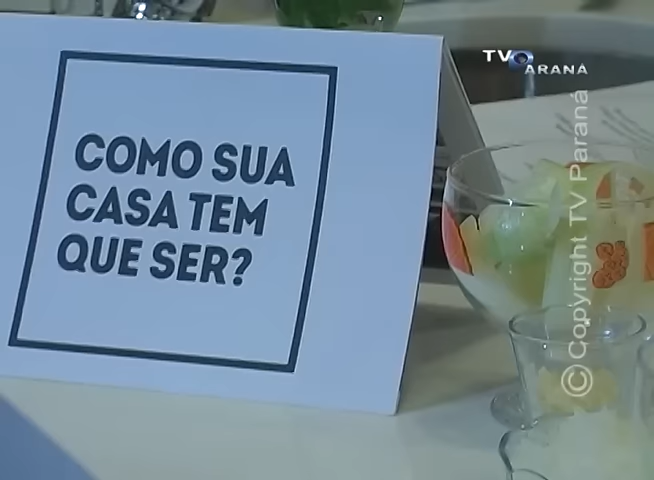 TV PARANÁ
COMO SUA
CASA TEM
QUE SER?
© Copyright TV Paraná